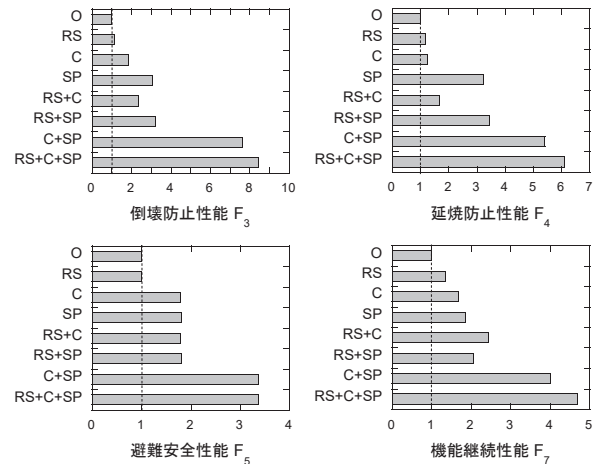 O
RS
C
SP
RS+C
RS+SP
C+SP
RS+C+SP
0 2 4 6 8 10
倒壊防止性能 F3
O
RS
C
SP
RS+C
RS+SP
C+SP
RS+C+SP
0 1 2 3 4 5 6 7
延焼防止性能 F4
O
RS
C
SP
RS+C
RS+SP
C+SP
RS+C+SP
0 1 2 3 4
避難安全性能 F5
O
RS
C
SP
RS+C
RS+SP
C+SP
RS+C+SP
0 1 2 3 4 5
機能継続性能 F7